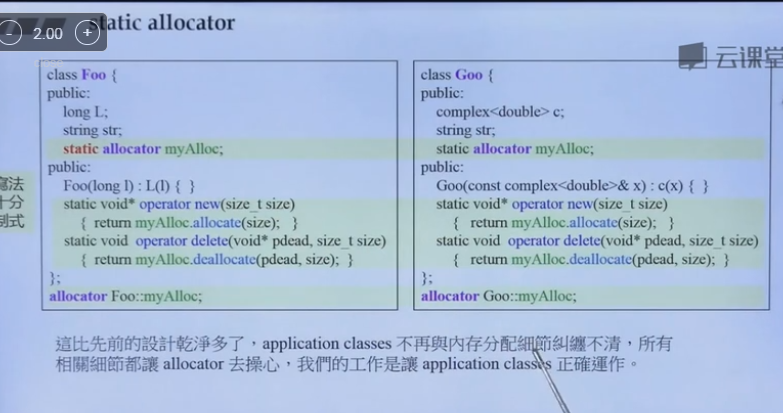 2.00
static allocator
云课堂
class Foo {
public:
long L;
string str;
static allocator myAlloc;
public:
Foo(long l) : L(l) { }
static void* operator new(size_t size)
{ return myAlloc.allocate(size); }
static void operator delete(void* pdead, size_t size)
{ return myAlloc.deallocate(pdead, size); }
};
allocator Foo::myAlloc;
class Goo {
public:
complex<double> c;
string str;
static allocator myAlloc;
public:
Goo(const complex<double>& x) : c(x) { }
static void* operator new(size_t size)
{ return myAlloc.allocate(size); }
static void operator delete(void* pdead, size_t size)
{ return myAlloc.deallocate(pdead, size); }
};
allocator Goo::myAlloc;
寫法
十分
制式
這比先前的設計乾淨多了，application classes 不再與内存分配細節糾纏不清，所有
相關細節都讓 allocator 去操心，我們的工作是讓 application classes 正確運作。